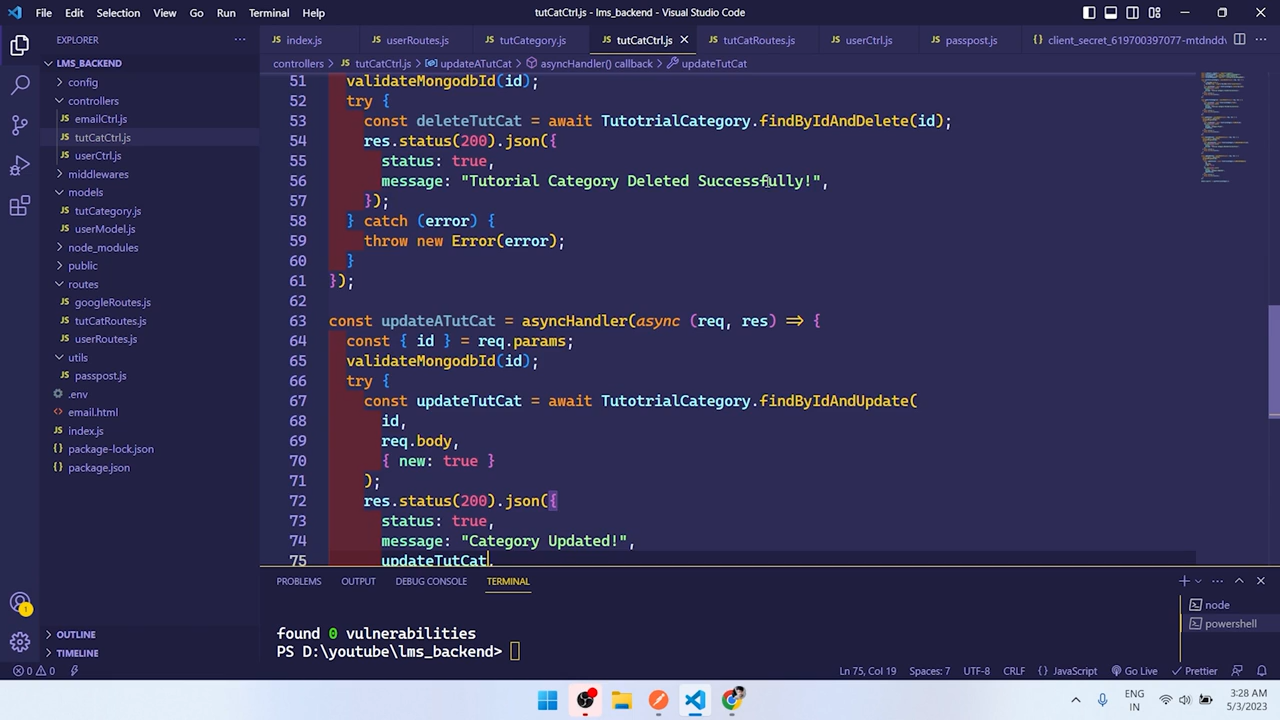 File Edit Selection View Go Run Terminal Help
tutCatCtrl.js - lms_backend - Visual Studio Code
EXPLORER
index.js userRoutes.js tutCategory.js tutCatCtrl.js tutCatRoutes.js userCtrl.js passpost.js client_secret_619700397077-mtdnddv
controllers > tutCatCtrl.js > updateATutCat > asyncHandler() callback > updateTutCat
LMS_BACKEND
config
controllers
emailCtrl.js
tutCatCtrl.js
userCtrl.js
middlewares
models
tutCategory.js
userModel.js
node_modules
public
routes
googleRoutes.js
tutCatRoutes.js
userRoutes.js
utils
passpost.js
.env
email.html
index.js
package-lock.json
package.json
OUTLINE
TIMELINE
51 validateMongodbId(id);
52 try {
53 const deleteTutCat = await TutotrialCategory.findByIdAndDelete(id);
54 res.status(200).json({
55 status: true,
56 message: "Tutorial Category Deleted Successfully!",
57 });
58 } catch (error) {
59 throw new Error(error);
60 }
61 });
62
63 const updateATutCat = asyncHandler(async (req, res) => {
64 const { id } = req.params;
65 validateMongodbId(id);
66 try {
67 const updateTutCat = await TutotrialCategory.findByIdAndUpdate(
68 id,
69 req.body,
70 { new: true }
71 );
72 res.status(200).json({
73 status: true,
74 message: "Category Updated!",
75 updateTutCat,
PROBLEMS OUTPUT DEBUG CONSOLE TERMINAL
found 0 vulnerabilities
PS D:\youtube\lms_backend>
node
powershell
0 0 Ln 75, Col 19 Spaces: 7 UTF-8 CRLF { } JavaScript Go Live Prettier
ENG
IN
3:28 AM
5/3/2023